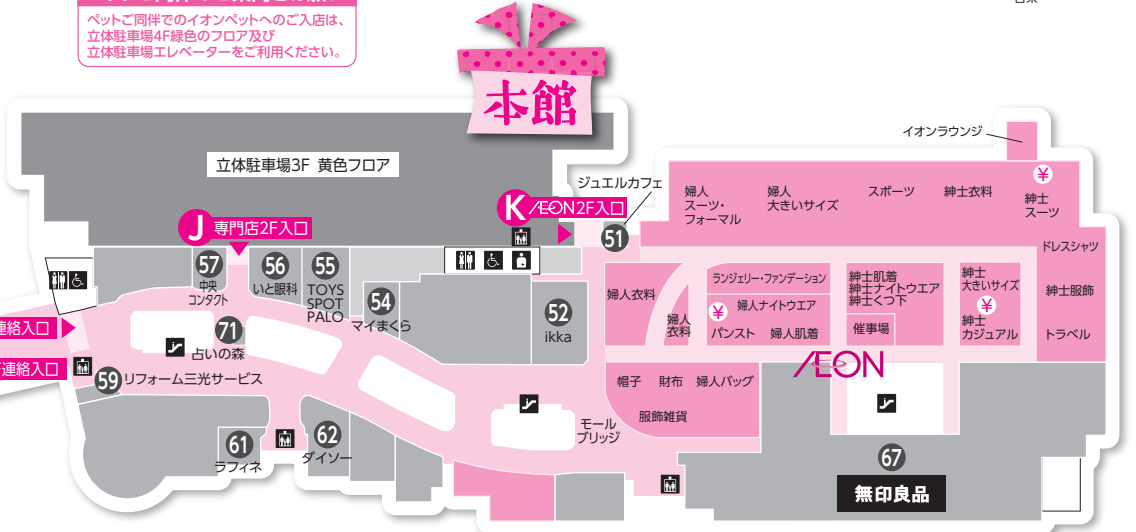 ペットご同伴でのイオンペットへのご入店は、
立体駐車場4F緑色のフロア及び
立体駐車場エレベーターをご利用ください。
本館
イオンラウンジ
立体駐車場3F 黄色フロア
ジュエルカフェ
婦人
スーツ・
フォーマル
婦人
大きいサイズ
スポーツ
紳士衣料
¥
紳士
スーツ
K ÆON2F入口
J 専門店2F入口
51
ドレスシャツ
57
中央
コンタクト
56
いと眼科
55
TOYS
SPOT
PALO
54
マイまくら
52
ikka
婦人衣料
婦人
衣料
ランジェリー・ファンデーション
¥
婦人ナイトウエア
パンスト
婦人肌着
紳士肌着
紳士ナイトウエア
紳士くつ下
催事場
紳士
大きいサイズ
¥
紳士
カジュアル
紳士服飾
トラベル
連絡入口
71
占いの森
連絡入口
59
リフォーム三光サービス
ÆON
帽子
財布
婦人バッグ
服飾雑貨
モール
ブリッジ
61
ラフィネ
62
ダイソー
67
無印良品